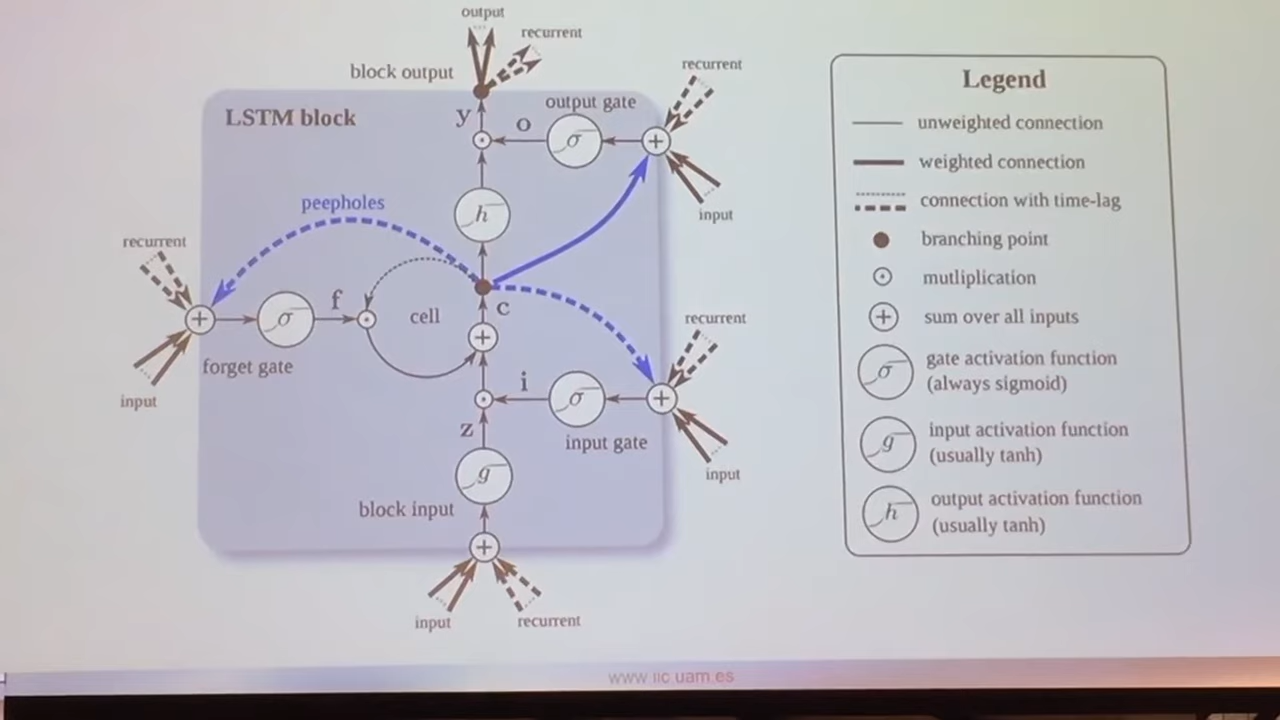 output
recurrent
block output
recurrent
LSTM block
output gate
y
o
σ
input
h
peepholes
recurrent
c
f
cell
σ
forget gate
recurrent
input
i
σ
z
input gate
input
g
block input
input
recurrent
Legend
unweighted connection
weighted connection
connection with time-lag
branching point
mutliplication
sum over all inputs
σ
gate activation function
(always sigmoid)
g
input activation function
(usually tanh)
h
output activation function
(usually tanh)
www.iic.uam.es